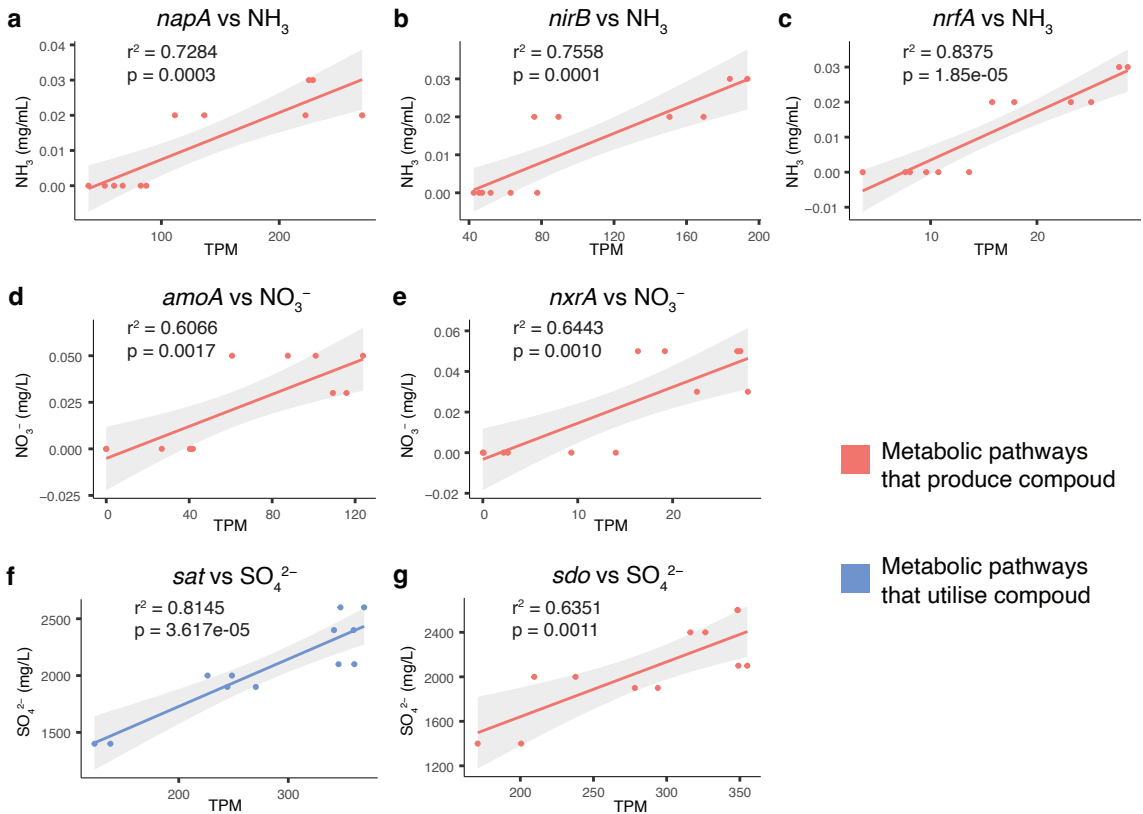 a
napA vs NH₃
r² = 0.7284
p = 0.0003
NH₃ (mg/mL)
0.04
0.03
0.02
0.01
0.00
100
200
TPM
b
nirB vs NH₃
r² = 0.7558
p = 0.0001
NH₃ (mg/mL)
0.03
0.02
0.01
0.00
40
80
120
160
200
TPM
c
nrfA vs NH₃
r² = 0.8375
p = 1.85e-05
NH₃ (mg/mL)
0.03
0.02
0.01
0.00
−0.01
10
20
TPM
d
amoA vs NO₃⁻
r² = 0.6066
p = 0.0017
NO₃⁻ (mg/L)
0.050
0.025
0.000
−0.025
0
40
80
120
TPM
e
nxrA vs NO₃⁻
r² = 0.6443
p = 0.0010
NO₃⁻ (mg/L)
0.06
0.04
0.02
0.00
−0.02
0
10
20
TPM
Metabolic pathways
that produce compoud
f
sat vs SO₄²⁻
r² = 0.8145
p = 3.617e-05
SO₄²⁻ (mg/L)
2500
2000
1500
200
300
TPM
g
sdo vs SO₄²⁻
r² = 0.6351
p = 0.0011
SO₄²⁻ (mg/L)
2400
2000
1600
1200
200
250
300
350
TPM
Metabolic pathways
that utilise compoud